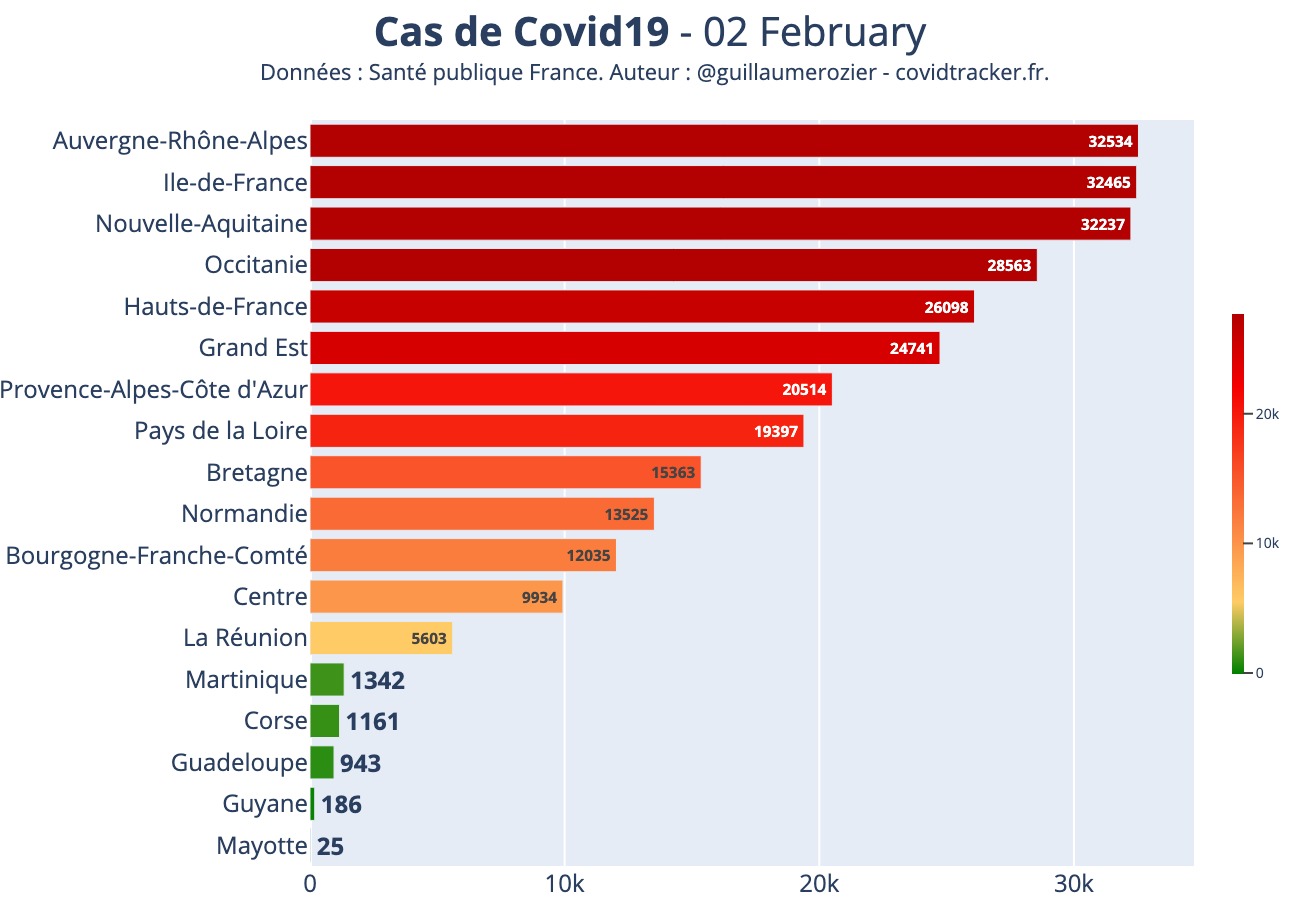 Cas de Covid19 - 02 February
Données : Santé publique France. Auteur : @guillaumerozier - covidtracker.fr.
Auvergne-Rhône-Alpes 32534
Ile-de-France 32465
Nouvelle-Aquitaine 32237
Occitanie 28563
Hauts-de-France 26098
Grand Est 24741
Provence-Alpes-Côte d'Azur 20514
Pays de la Loire 19397
Bretagne 15363
Normandie 13525
Bourgogne-Franche-Comté 12035
Centre 9934
La Réunion 5603
Martinique 1342
Corse 1161
Guadeloupe 943
Guyane 186
Mayotte 25
0 10k 20k 30k
20k
10k
0